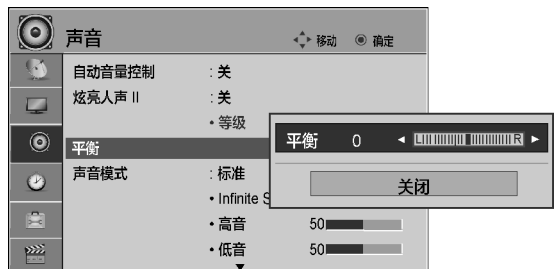 声音 移动 确定
自动音量控制 : 关
炫亮人声 II : 关
• 等级
平衡
平衡 0 L R
声音模式 : 标准
关闭
• Infinite S
• 高音 50
• 低音 50